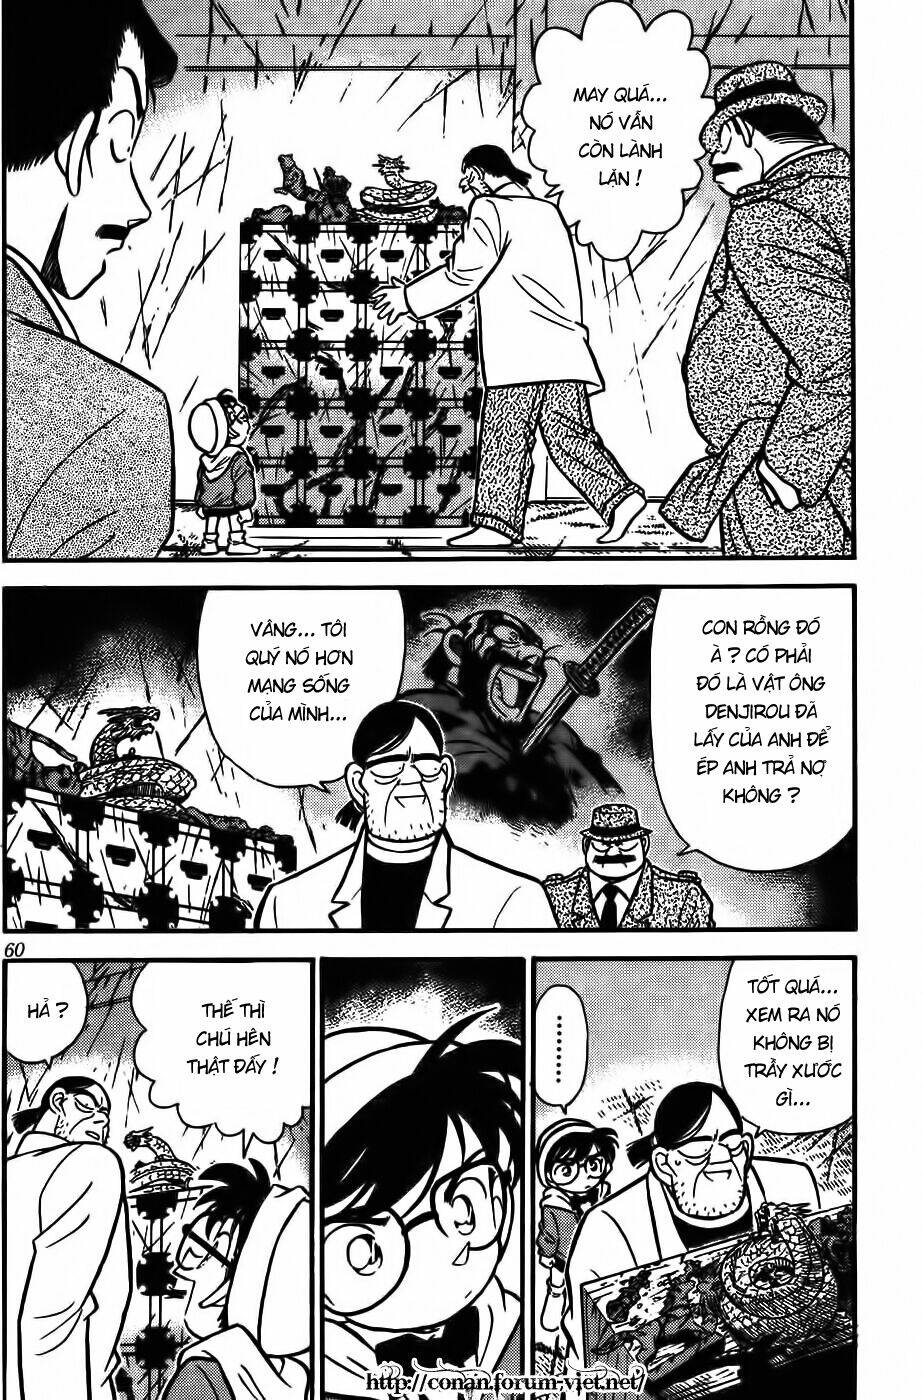 MAY QUÁ...
NÓ VẪN
CÒN LÀNH
LẶN !
CON RỒNG ĐÓ
À ? CÓ PHẢI
ĐÓ LÀ VẬT ÔNG
DENJIROU ĐÃ
LẤY CỦA ANH ĐỂ
ÉP ANH TRẢ NỢ
KHÔNG ?
VÂNG... TÔI
QUÝ NÓ HƠN
MẠNG SỐNG
CỦA MÌNH...
60
TỐT QUÁ...
XEM RA NÓ
KHÔNG BỊ
TRẦY XƯỚC
GÌ...
.........
THẾ THÌ
CHÚ HÊN
THẬT ĐẤY !
HẢ ?
http://conan.forum-viet.net/